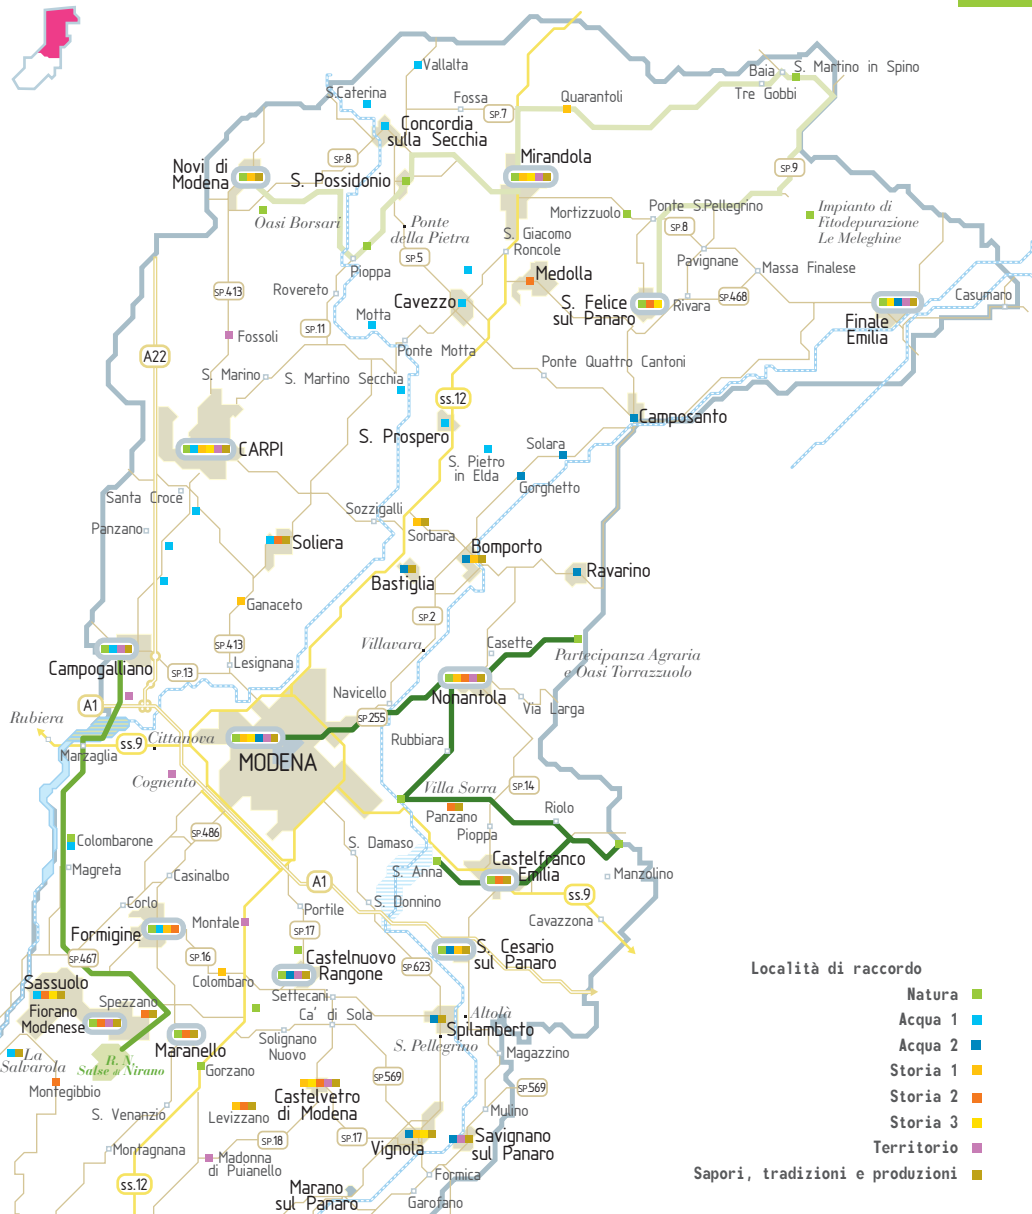 Vallalta
S.Caterina
Fossa
SP.7
Quarantoli
Baia
S. Martino in Spino
Tre Gobbi
Concordia
sulla Secchia
SP.8
Novi di
Modena
S. Possidonio
Mirandola
SP.9
Oasi Borsari
Ponte
della Pietra
Mortizzuolo
Ponte S.Pellegrino
SP.8
Impianto di
Fitodepurazione
Le Meleghine
S. Giacomo
Roncole
SP.5
Pioppa
Pavignane
Massa Finalese
Medolla
Rovereto
SP.413
Cavezzo
S. Felice
sul Panaro
Rivara
SP.468
Casumaro
Finale
Emilia
Motta
SP.11
Fossoli
A22
Ponte Motta
Ponte Quattro Cantoni
S. Marino
S. Martino Secchia
ss.12
Camposanto
S. Prospero
Solara
CARPI
S. Pietro
in Elda
Gorghetto
Santa Croce
Sozzigalli
Panzano
Sorbara
Soliera
Bomporto
Bastiglia
Ravarino
Ganaceto
SP.2
SP.413
Villavara
Casette
Partecipanza Agraria
e Oasi Torrazzuolo
Campogalliano
SP.13
Lesignana
Navicello
Nonantola
A1
SP.255
Via Larga
Rubiera
ss.9
Cittanova
Rubbiara
Marzaglia
MODENA
Cognento
Villa Sorra
SP.14
Panzano
Riolo
Pioppa
SP.486
Colombarone
S. Damaso
Castelfranco
Emilia
Magreta
Casinalbo
A1
S. Anna
Manzolino
ss.9
Corlo
S. Donnino
Portile
Cavazzona
Montale
Formigine
SP.17
S. Cesario
sul Panaro
SP.467
SP.16
Castelnuovo
Rangone
SP.623
Località di raccordo
Sassuolo
Colombaro
Natura
Fiorano
Modenese
Spezzano
Settecani
Ca' di Sola
Altolà
Acqua 1
Spilamberto
Solignano
Nuovo
S. Pellegrino
Acqua 2
La
Salvarola
R. N.
Salse di Nirano
Maranello
Magazzino
Gorzano
Storia 1
SP.569
SP.569
Montegibbio
Castelvetro
di Modena
Storia 2
S. Venanzio
Levizzano
Mulino
Storia 3
SP.18
SP.17
Vignola
Savignano
sul Panaro
Territorio
Montagnana
Madonna
di Puianello
Sapori, tradizioni e produzioni
ss.12
Marano
sul Panaro
Formica
Garofano